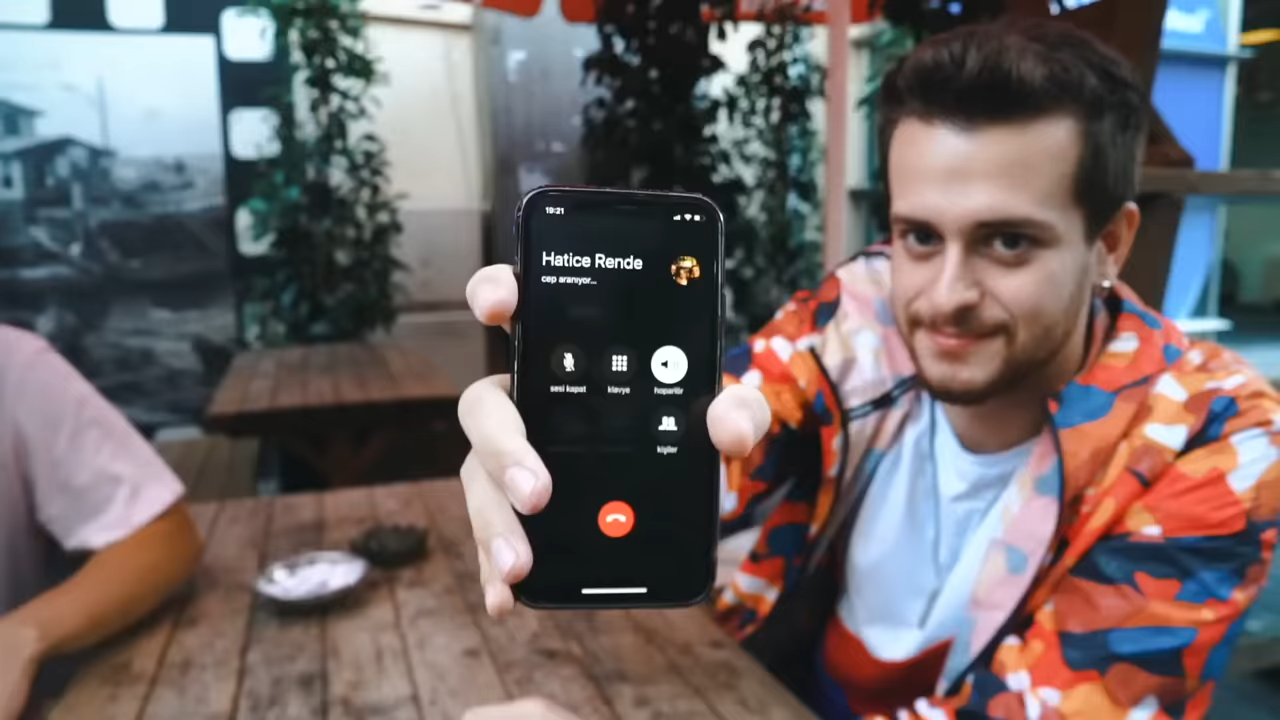 19:21
Hatice Rende
cep aranıyor...
sesi kapat
klavye
hoparlör
kişiler